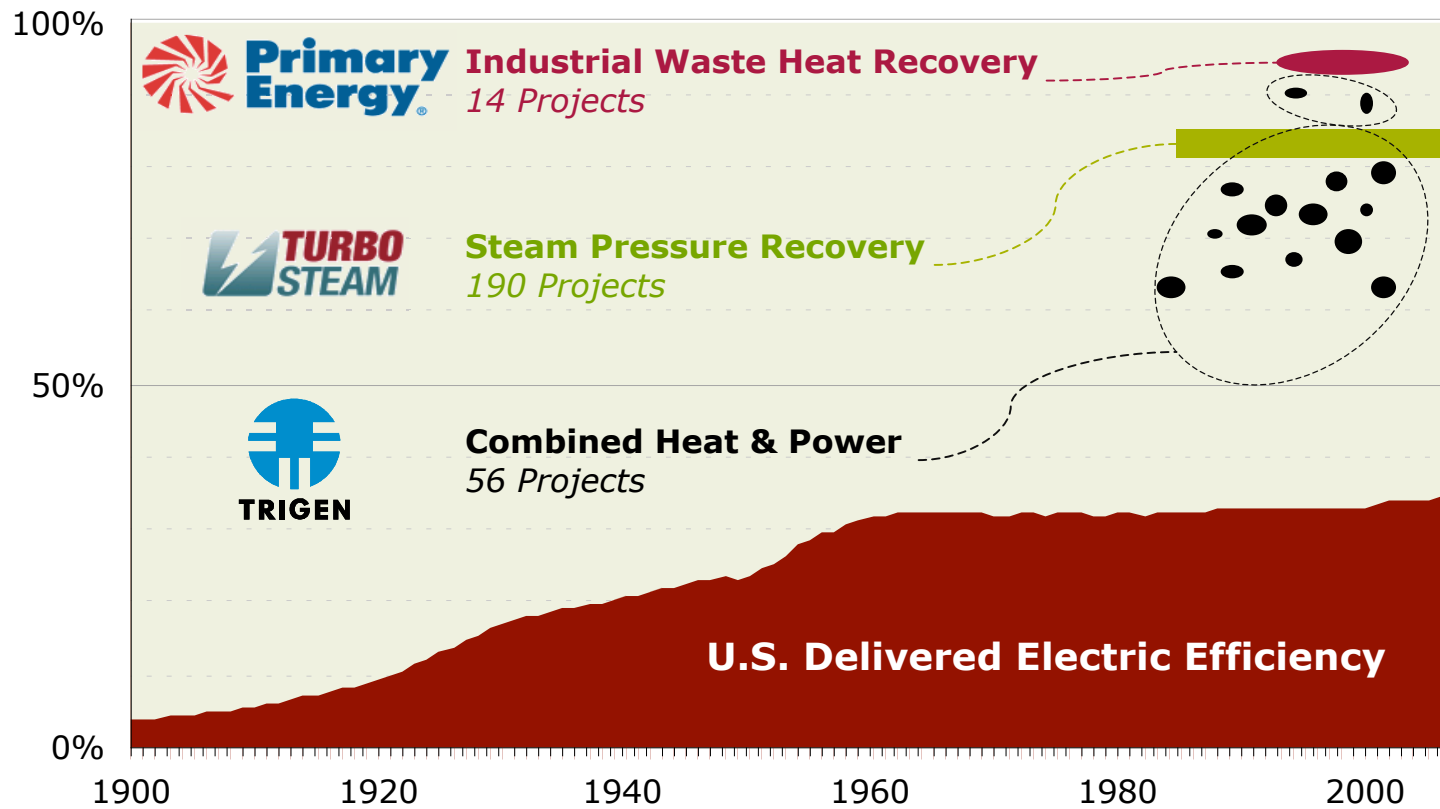 100%
Primary
Energy®
Industrial Waste Heat Recovery
14 Projects
TURBO
STEAM
Steam Pressure Recovery
190 Projects
50%
TRIGEN
Combined Heat & Power
56 Projects
U.S. Delivered Electric Efficiency
0%
1900 1920 1940 1960 1980 2000